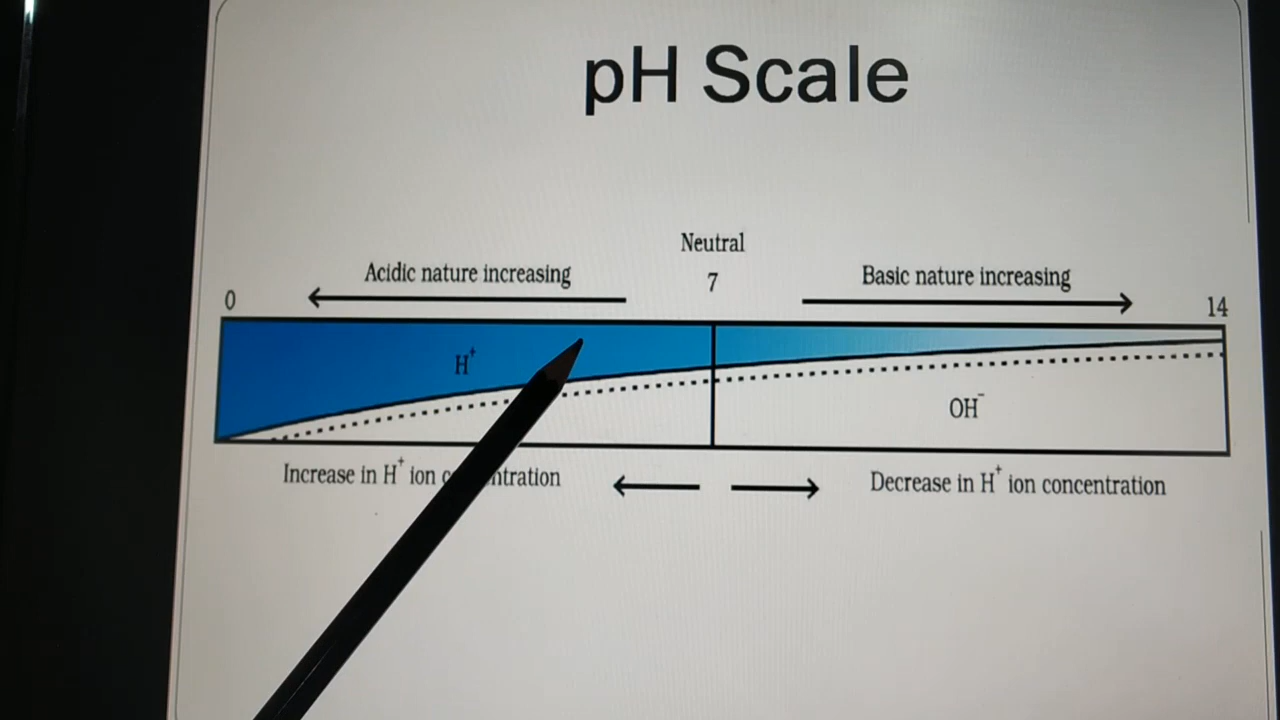 pH Scale
Neutral
Acidic nature increasing
7
Basic nature increasing
0
14
H⁺
OH⁻
Increase in H⁺ ion
Decrease in H⁺ ion concentration